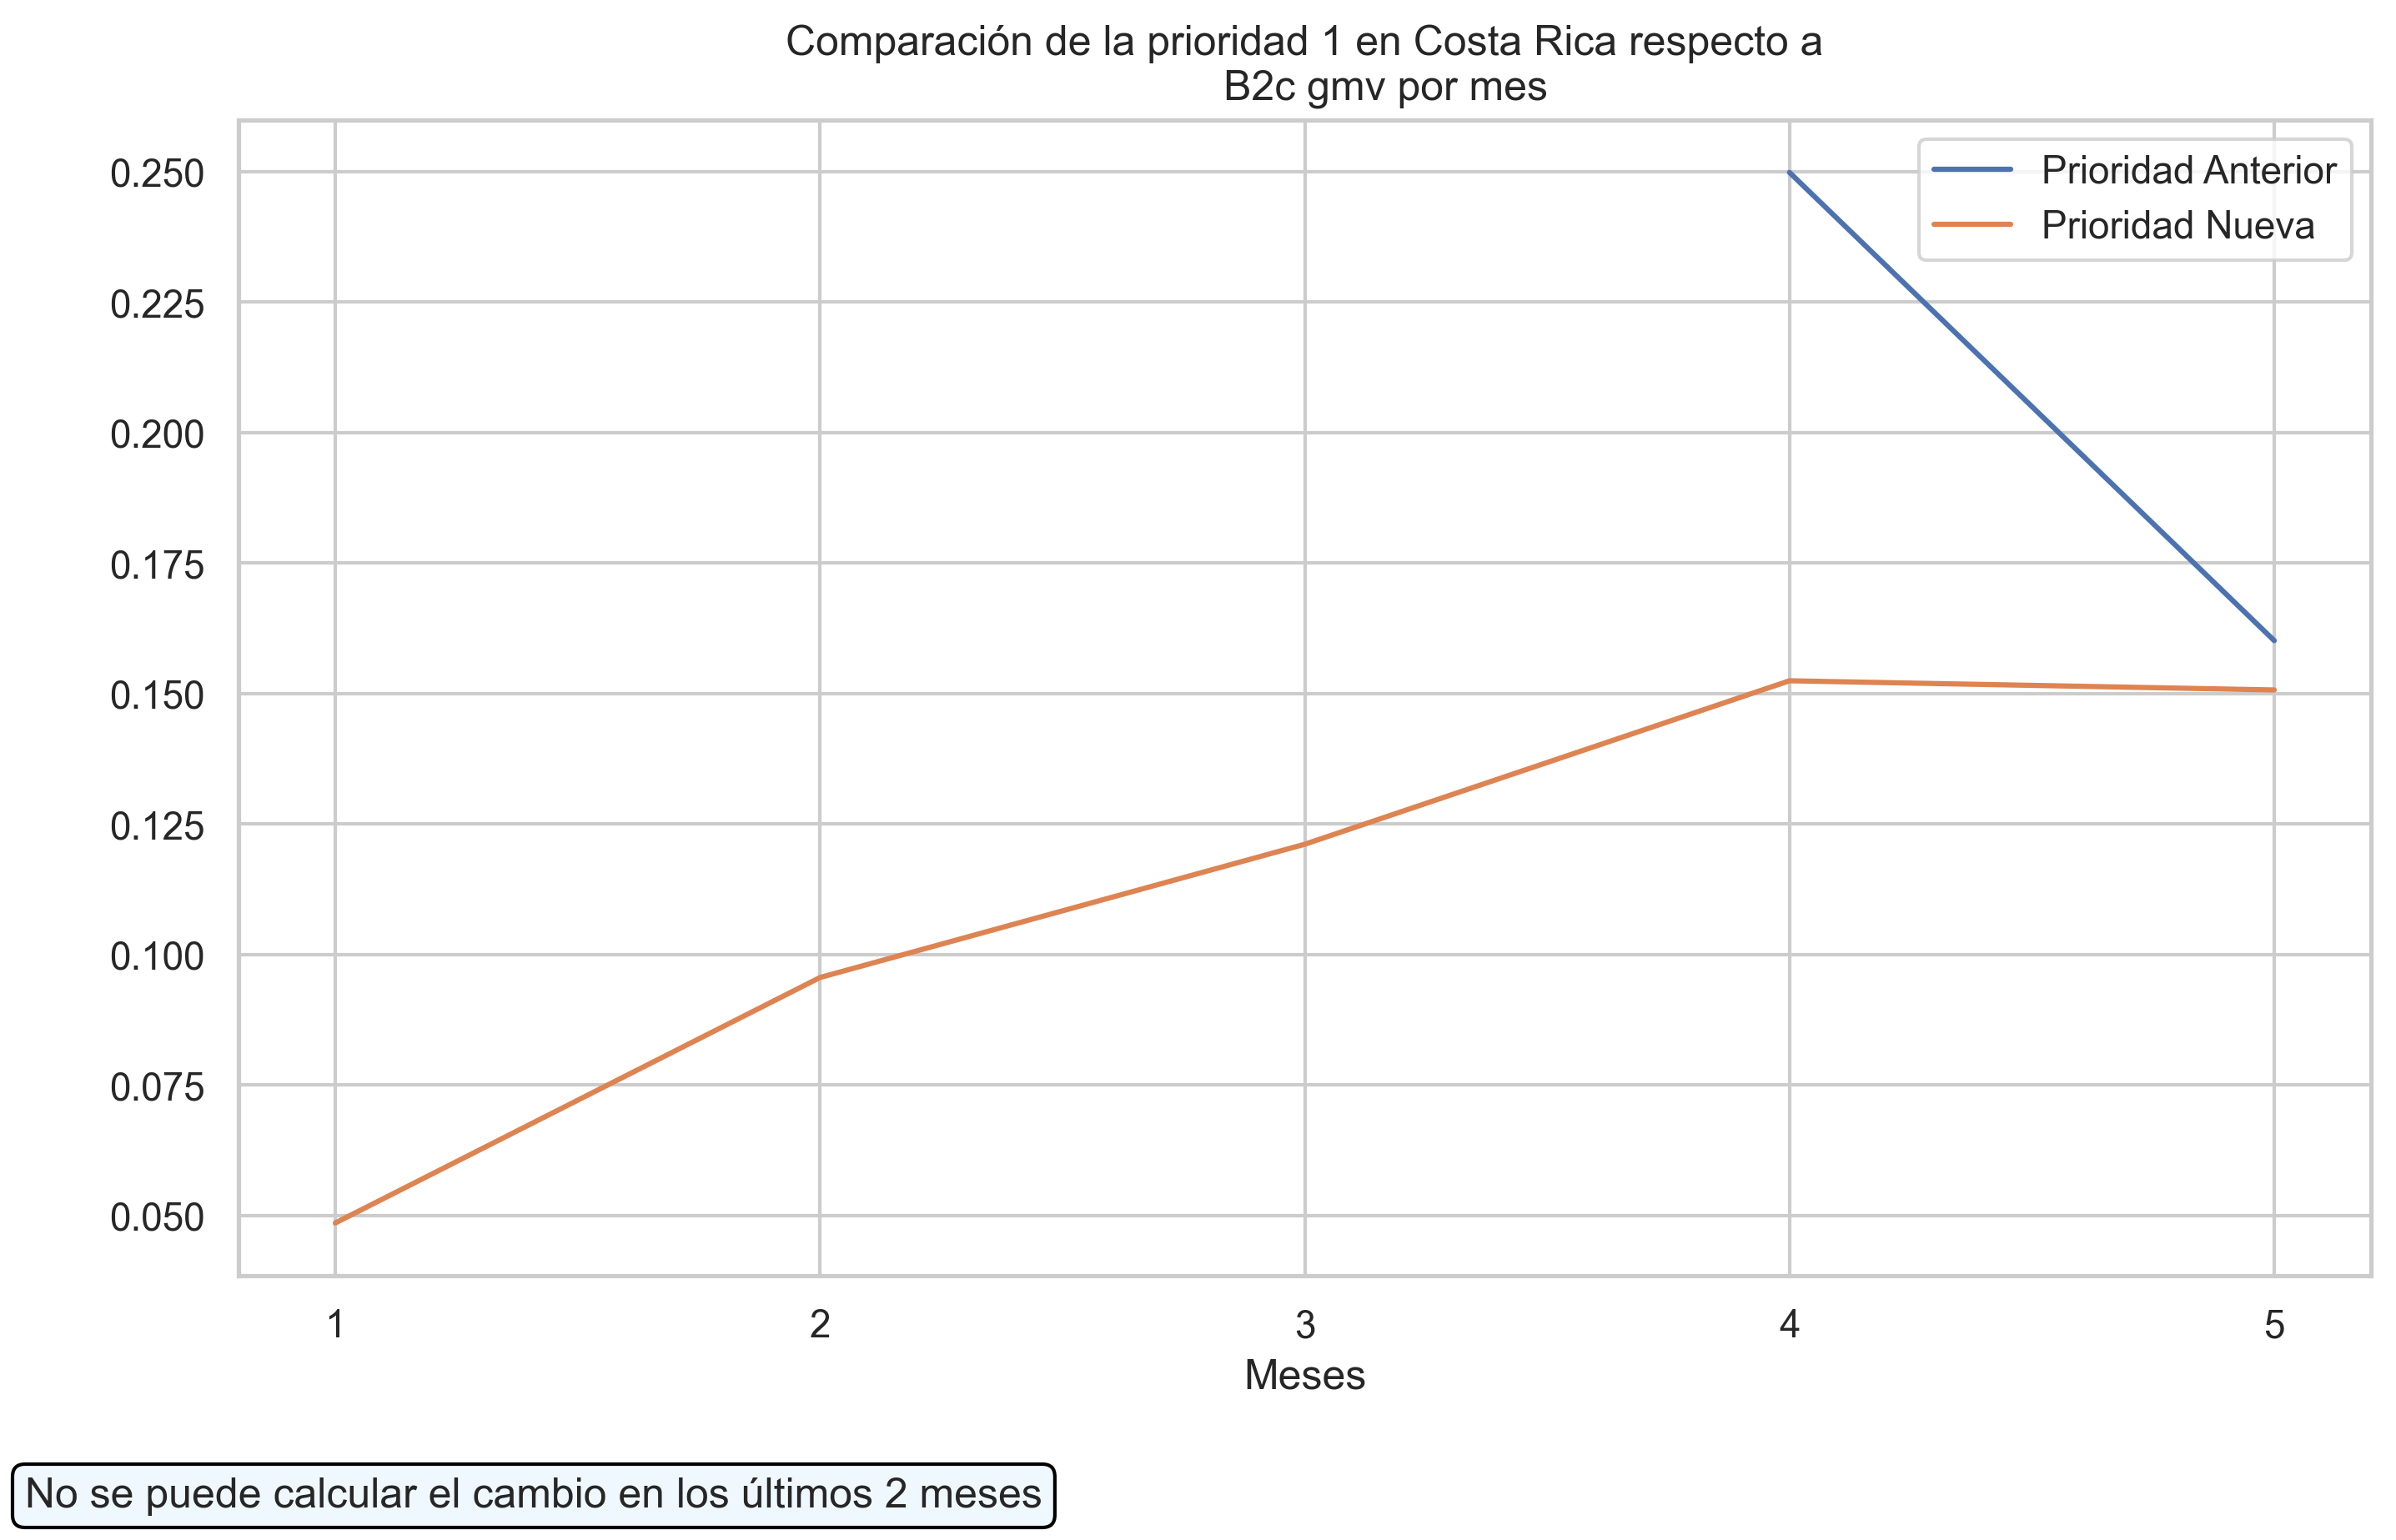 Comparación de la prioridad 1 en Costa Rica respecto a
B2c gmv por mes
Prioridad Anterior
Prioridad Nueva
0.250
0.225
0.200
0.175
0.150
0.125
0.100
0.075
0.050
1 2 3 4 5
Meses
No se puede calcular el cambio en los últimos 2 meses